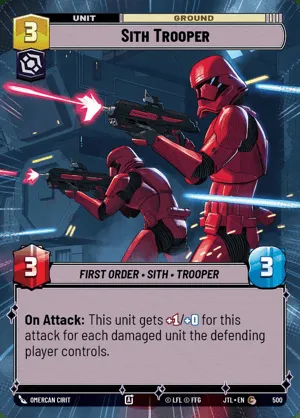 UNIT
GROUND
3
SITH TROOPER
3
3
FIRST ORDER • SITH • TROOPER
On Attack: This unit gets +1/+0 for this
attack for each damaged unit the defending
player controls.
OMERCAN CIRIT
© LFL © FFG
JTL • EN
C
500